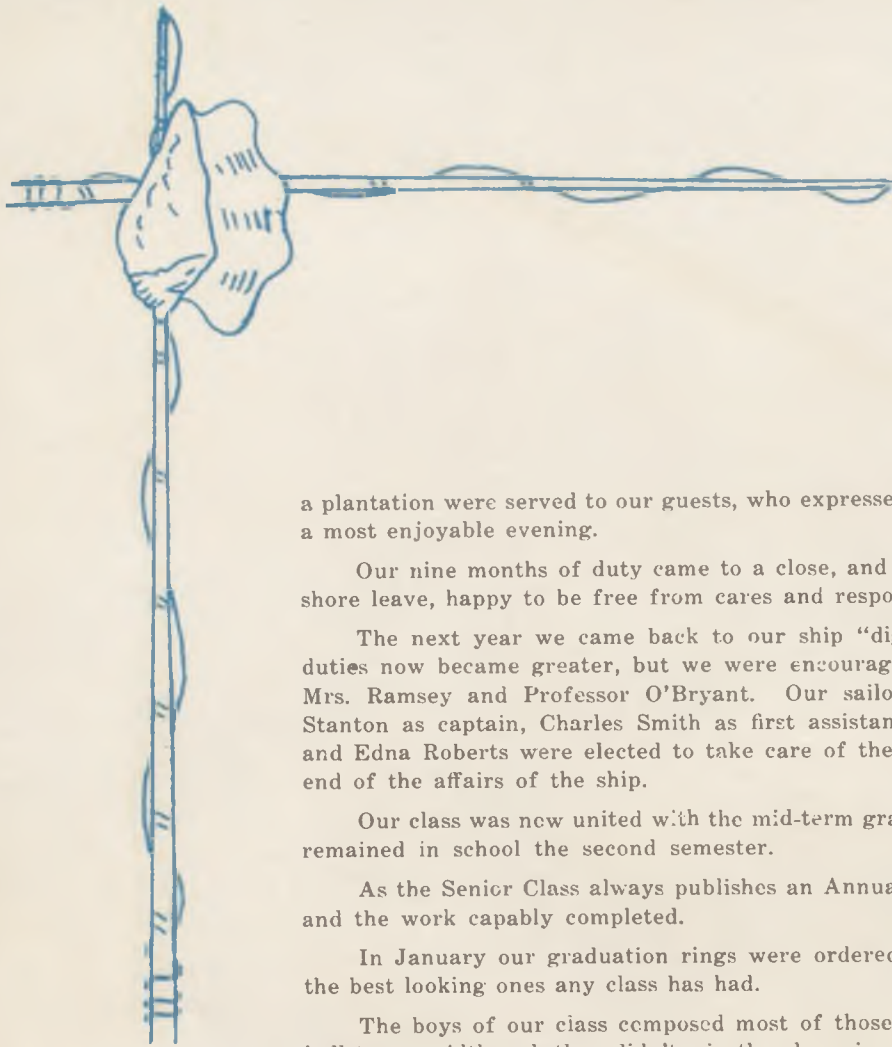 a plantation were served to our guests, who expresse
a most enjoyable evening.
Our nine months of duty came to a close, and
shore leave, happy to be free from cares and respo
The next year we came back to our ship “di
duties now became greater, but we were encourag
Mrs. Ramsey and Professor O'Bryant. Our sailo
Stanton as captain, Charles Smith as first assistan
and Edna Roberts were elected to take care of the
end of the affairs of the ship.
Our class was now united with the mid-term gra
remained in school the second semester.
As the Senior Class always publishes an Annua
and the work capably completed.
In January our graduation rings were ordered
the best looking ones any class has had.
The boys of our class composed most of those